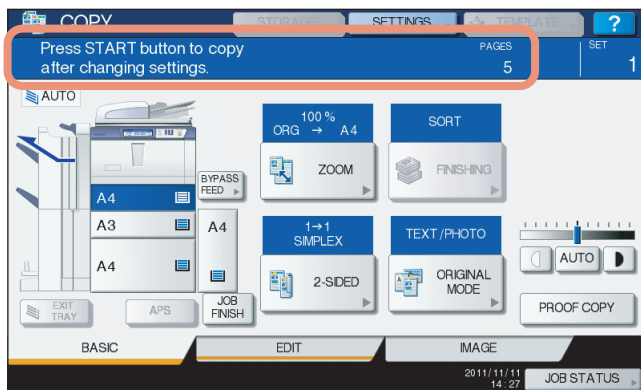 COPY
STORAGE
SETTINGS
TEMPLATE
?
Press START button to copy
after changing settings.
PAGES
5
SET
1
AUTO
100 %
ORG → A4
ZOOM
SORT
FINISHING
BYPASS
FEED
A4
A3
A4
A4
1→1
SIMPLEX
2-SIDED
TEXT/PHOTO
ORIGINAL
MODE
AUTO
EXIT
TRAY
APS
JOB
FINISH
PROOF COPY
BASIC
EDIT
IMAGE
2011/11/11
14:27
JOB STATUS